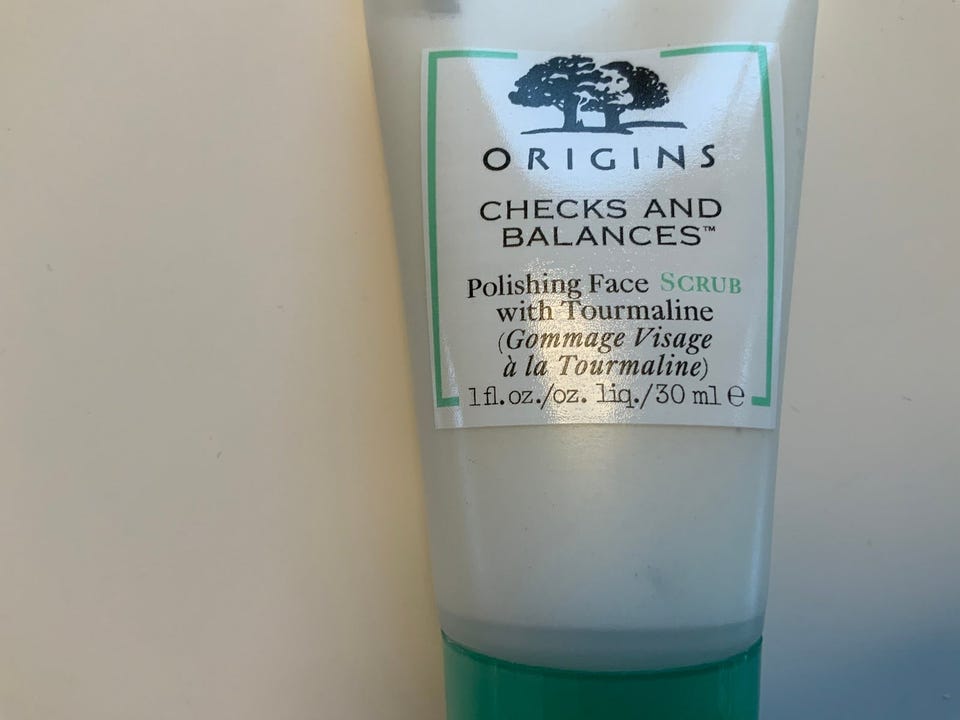 ORIGINS
CHECKS AND
BALANCES™
Polishing Face SCRUB
with Tourmaline
(Gommage Visage
à la Tourmaline)
1 fl.oz./oz. liq./30 ml ℮